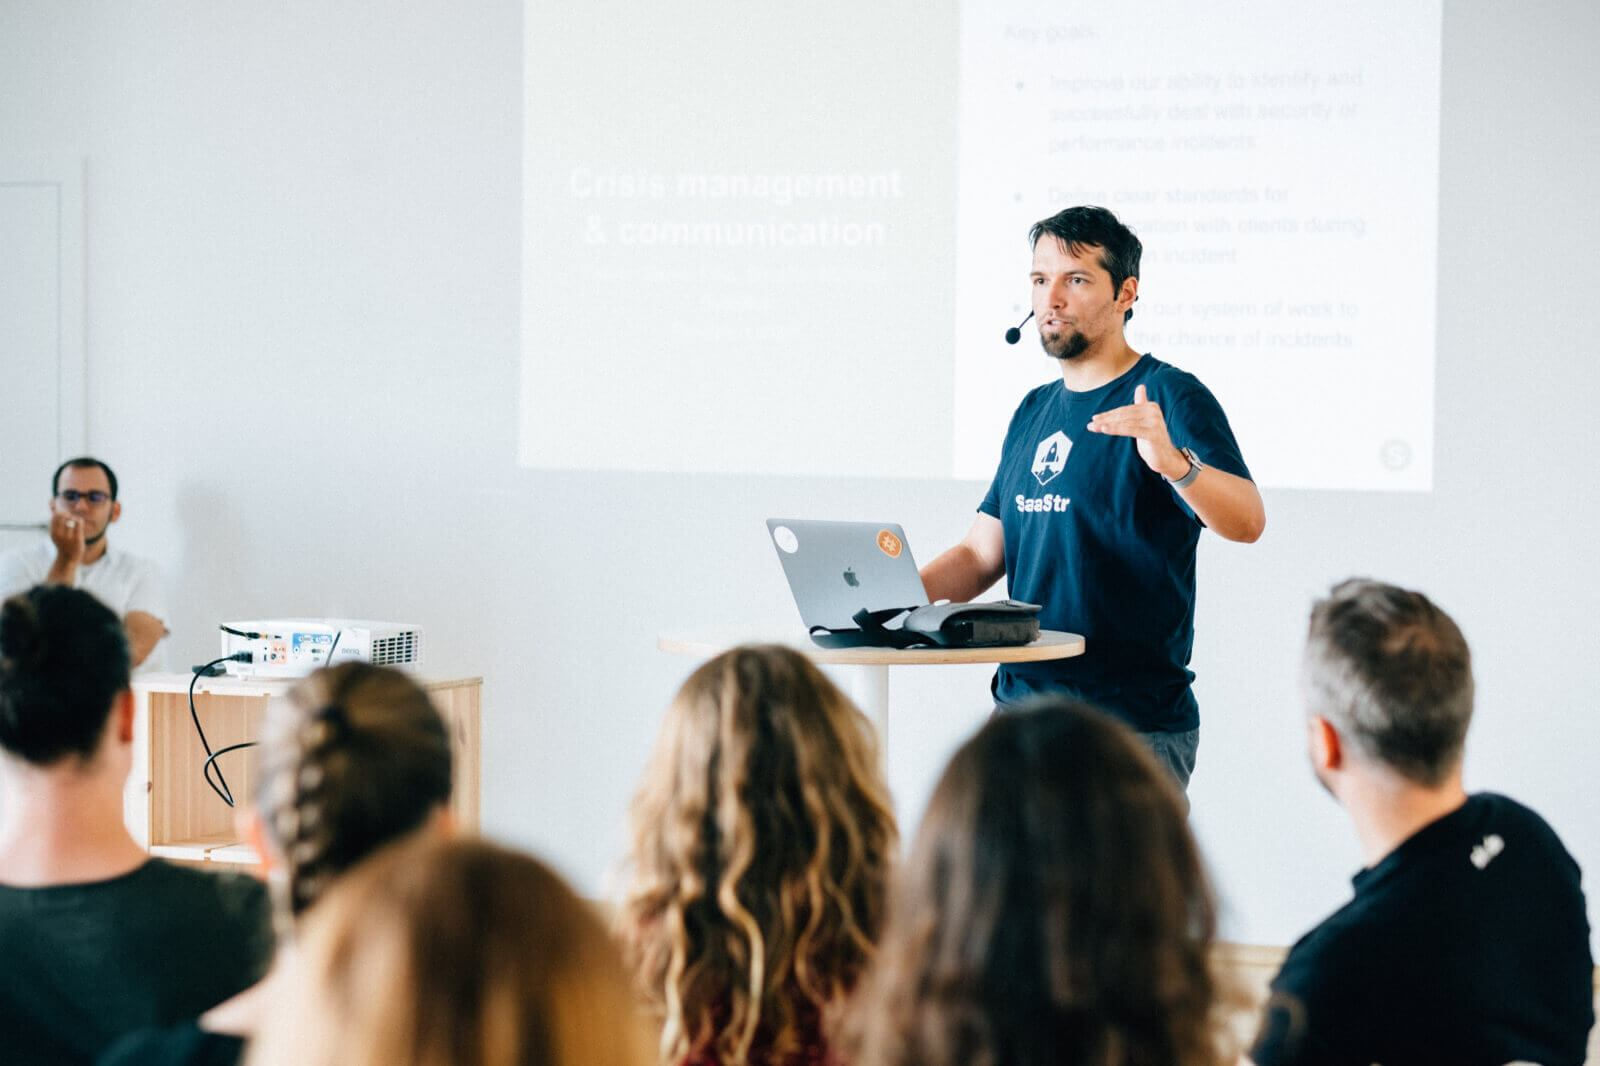 Crisis management
& communication
Key goals:
Improve our ability to identify and
successfully deal with security or
performance incidents
Define clear standards for
with clients during
incident
our system of work to
the chance of incidents
S
SaaStr
BenQ